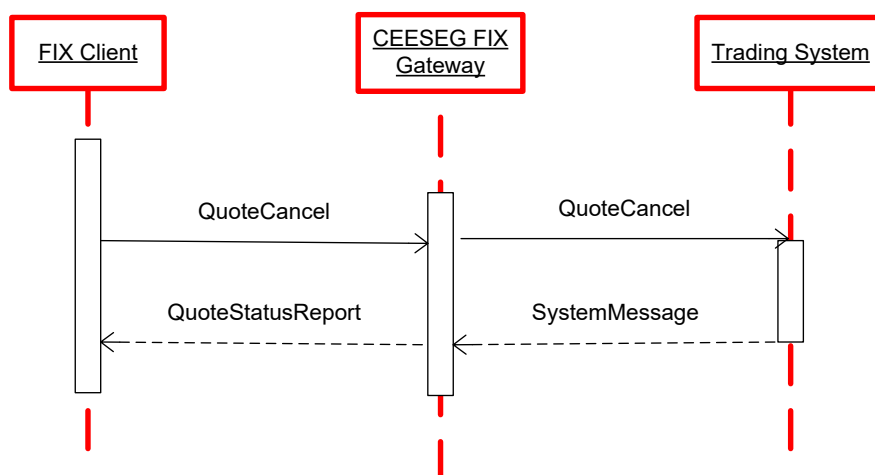 FIX Client
CEESEG FIX
Gateway
Trading System
QuoteCancel
QuoteCancel
QuoteStatusReport
SystemMessage